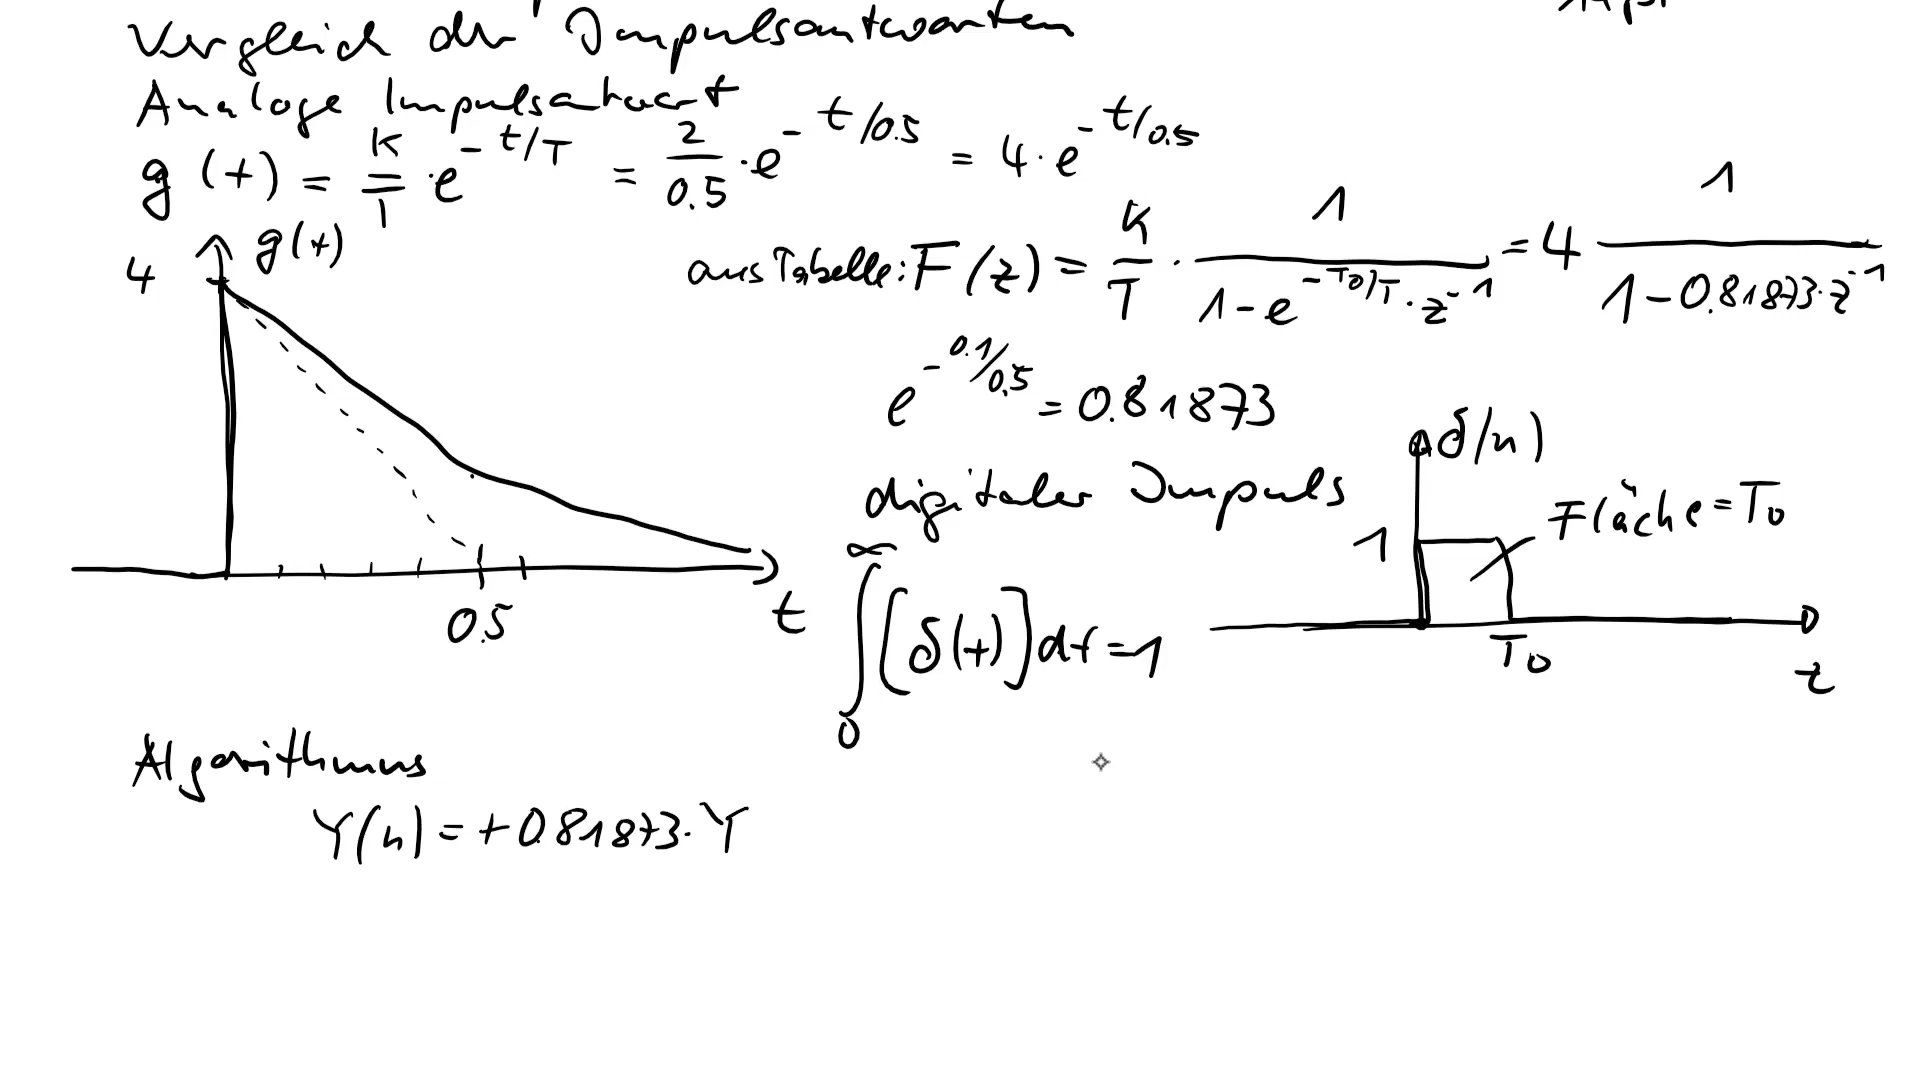 Vergleich der Impulsantworten
Analoge Impulsantwort
g(t) = K/T · e^(-t/T) = 2/0.5 · e^(-t/0.5) = 4 · e^(-t/0.5)
aus Tabelle: F(z) = K/T · 1/(1-e^(-T0/T) · z^-1) = 4 1/(1-0.81873·z^-1)
4 g(t)
e^(-0.1/0.5) = 0.81873
δ(n)
digitaler Impuls
1 Fläche = T0
0.5 t
∫0^∞ [δ(t)] dt = 1
T0 t
Algorithmus
Y(n) = +0.81873·Y